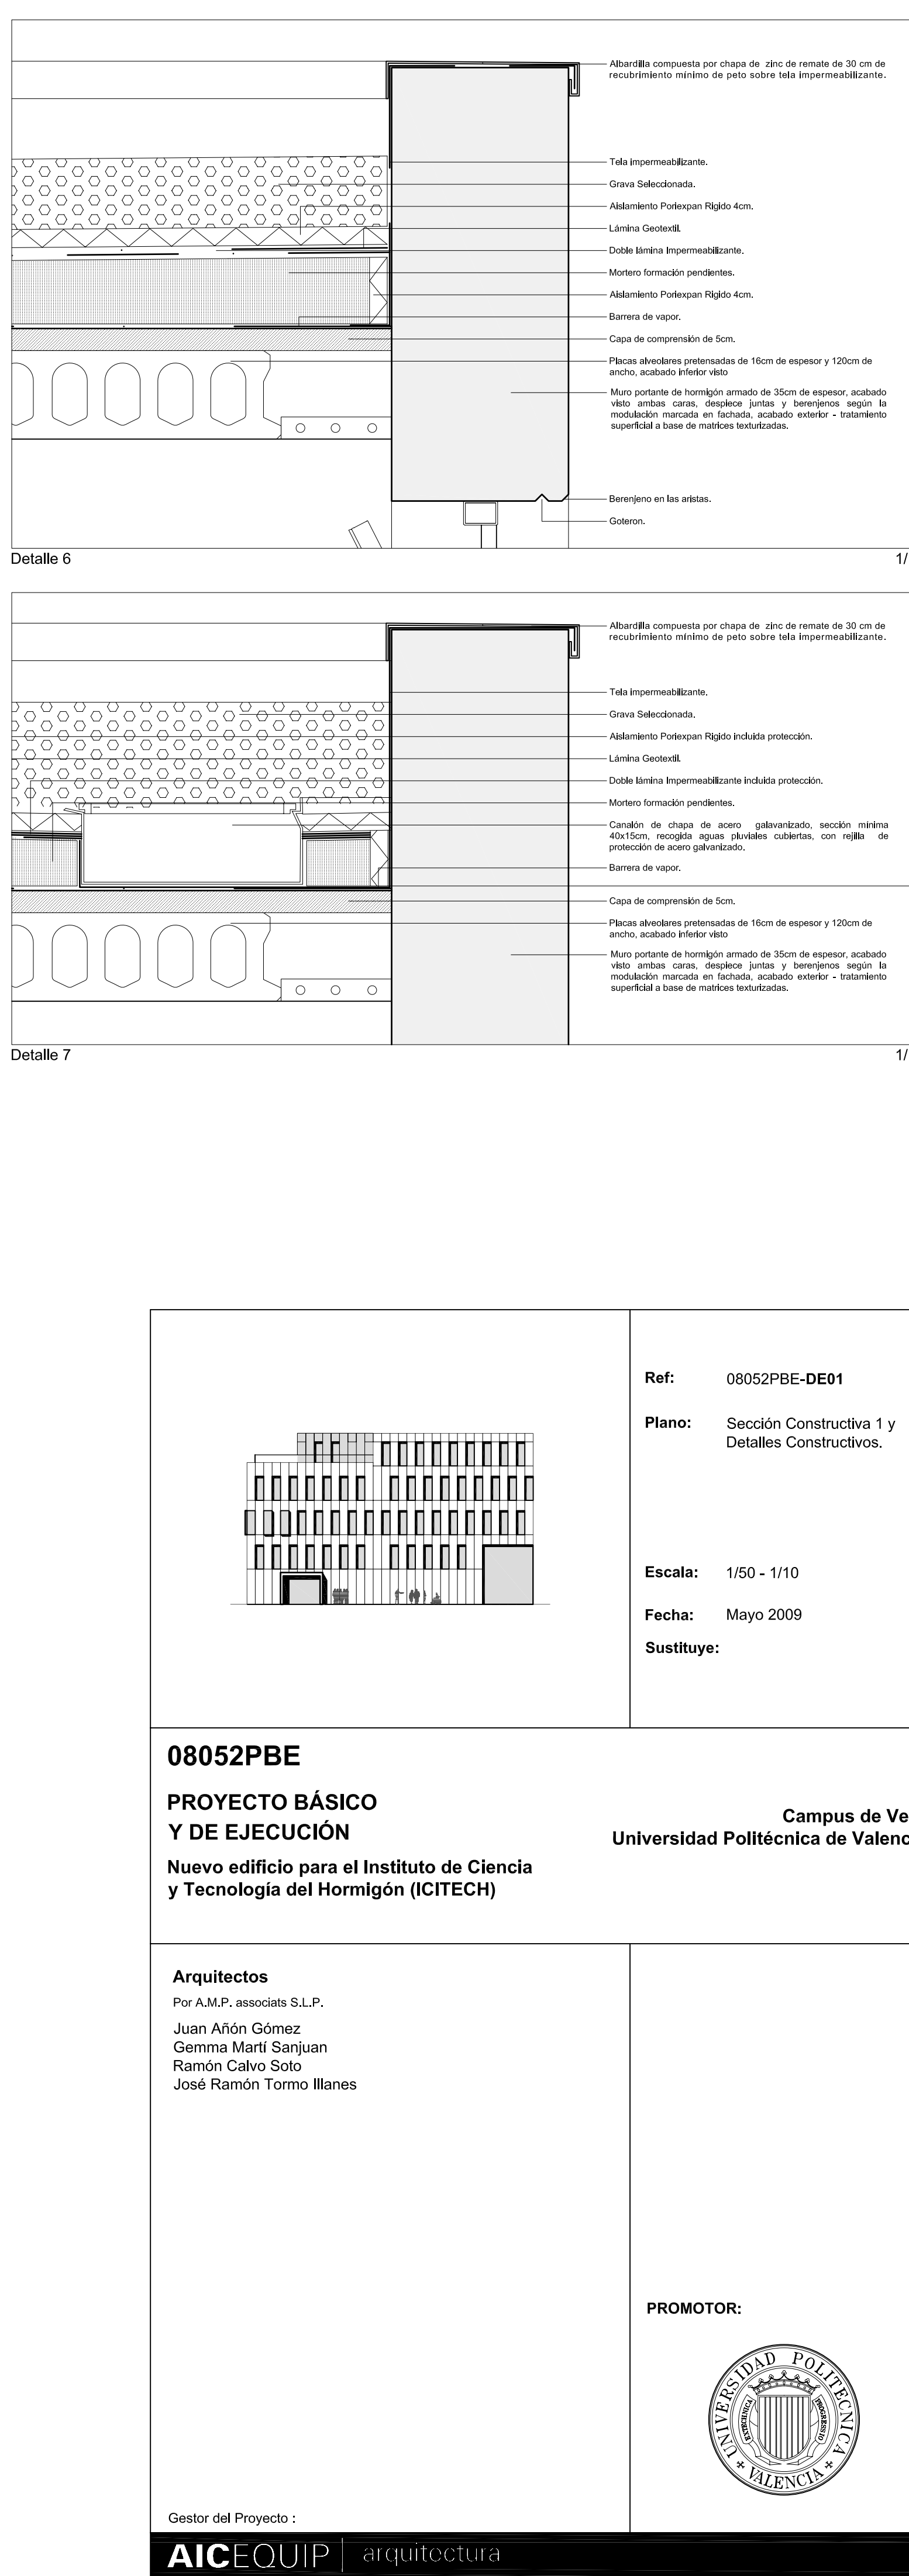 Albardilla compuesta por chapa de zinc de remate de 30 cm de
recubrimiento mínimo de peto sobre tela impermeabilizante.
Tela impermeabilizante.
Grava Seleccionada.
Aislamiento Poriexpan Rigido 4cm.
Lámina Geotextil.
Doble lámina Impermeabilizante.
Mortero formación pendientes.
Aislamiento Poriexpan Rigido 4cm.
Barrera de vapor.
Capa de comprensión de 5cm.
Placas alveolares pretensadas de 16cm de espesor y 120cm de
ancho, acabado inferior visto
Muro portante de hormigón armado de 35cm de espesor, acabado
visto ambas caras, despiece juntas y berenjenos según la
modulación marcada en fachada, acabado exterior - tratamiento
superficial a base de matrices texturizadas.
Berenjeno en las aristas.
Goteron.
Detalle 6
1/
Albardilla compuesta por chapa de zinc de remate de 30 cm de
recubrimiento mínimo de peto sobre tela impermeabilizante.
Tela impermeabilizante.
Grava Seleccionada.
Aislamiento Poriexpan Rigido incluida protección.
Lámina Geotextil.
Doble lámina Impermeabilizante incluida protección.
Mortero formación pendientes.
Canalón de chapa de acero galavanizado, sección mínima
40x15cm, recogida aguas pluviales cubiertas, con rejilla de
protección de acero galvanizado.
Barrera de vapor.
Capa de comprensión de 5cm.
Placas alveolares pretensadas de 16cm de espesor y 120cm de
ancho, acabado inferior visto
Muro portante de hormigón armado de 35cm de espesor, acabado
visto ambas caras, despiece juntas y berenjenos según la
modulación marcada en fachada, acabado exterior - tratamiento
superficial a base de matrices texturizadas.
Detalle 7
1/
Ref: 08052PBE-DE01
Plano: Sección Constructiva 1 y
Detalles Constructivos.
Escala: 1/50 - 1/10
Fecha: Mayo 2009
Sustituye:
08052PBE
PROYECTO BÁSICO
Y DE EJECUCIÓN
Nuevo edificio para el Instituto de Ciencia
y Tecnología del Hormigón (ICITECH)
Campus de Ve
Universidad Politécnica de Valenc
Arquitectos
Por A.M.P. associats S.L.P.
Juan Añón Gómez
Gemma Martí Sanjuan
Ramón Calvo Soto
José Ramón Tormo Illanes
PROMOTOR:
UNIVERSIDAD POLITECNICA
VALENCIA
EXTECHNICA
PROGRESSIO
Gestor del Proyecto :
AICEQUIP arquitectura